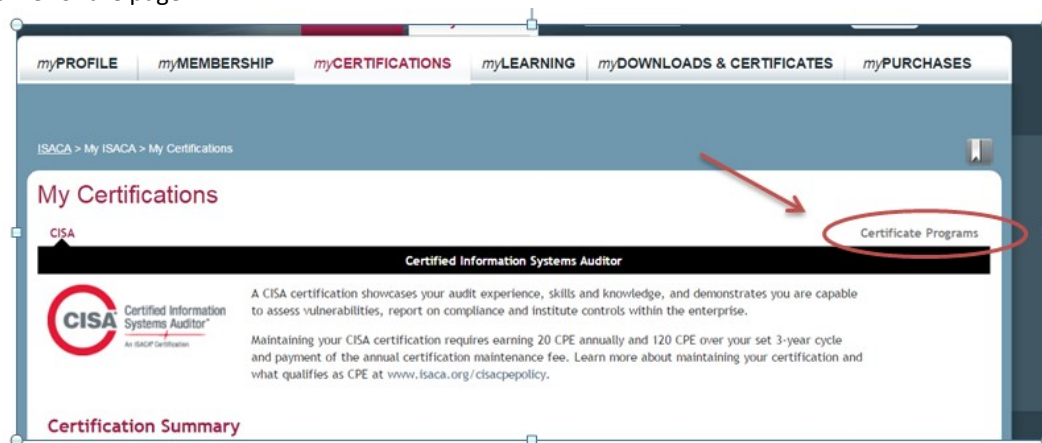 myPROFILE myMEMBERSHIP myCERTIFICATIONS myLEARNING myDOWNLOADS & CERTIFICATES myPURCHASES
ISACA > My ISACA > My Certifications
My Certifications
CISA Certificate Programs
Certified Information Systems Auditor
CISA Certified Information Systems Auditor®
An ISACA® Certification
A CISA certification showcases your audit experience, skills and knowledge, and demonstrates you are capable
to assess vulnerabilities, report on compliance and institute controls within the enterprise.
Maintaining your CISA certification requires earning 20 CPE annually and 120 CPE over your set 3-year cycle
and payment of the annual certification maintenance fee. Learn more about maintaining your certification and
what qualifies as CPE at www.isaca.org/cisacpepolicy.
Certification Summary